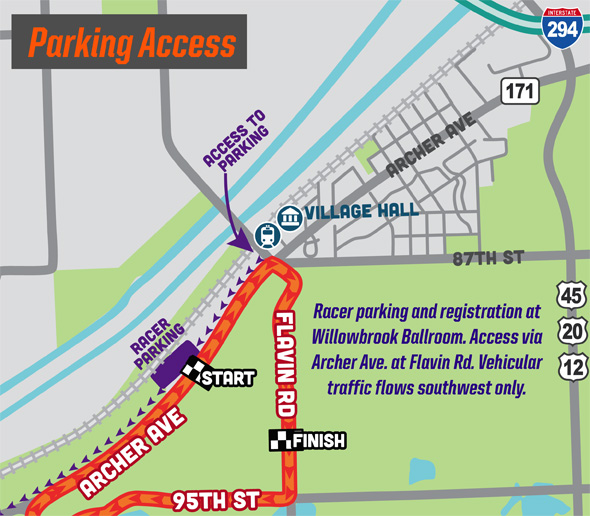 Parking Access
INTERSTATE
294
171
ACCESS TO
PARKING
ARCHER AVE
VILLAGE HALL
87TH ST
45
20
12
Racer parking and registration at
Willowbrook Ballroom. Access via
Archer Ave. at Flavin Rd. Vehicular
traffic flows southwest only.
RACER
PARKING
START
FLAVIN RD
FINISH
ARCHER AVE
95TH ST